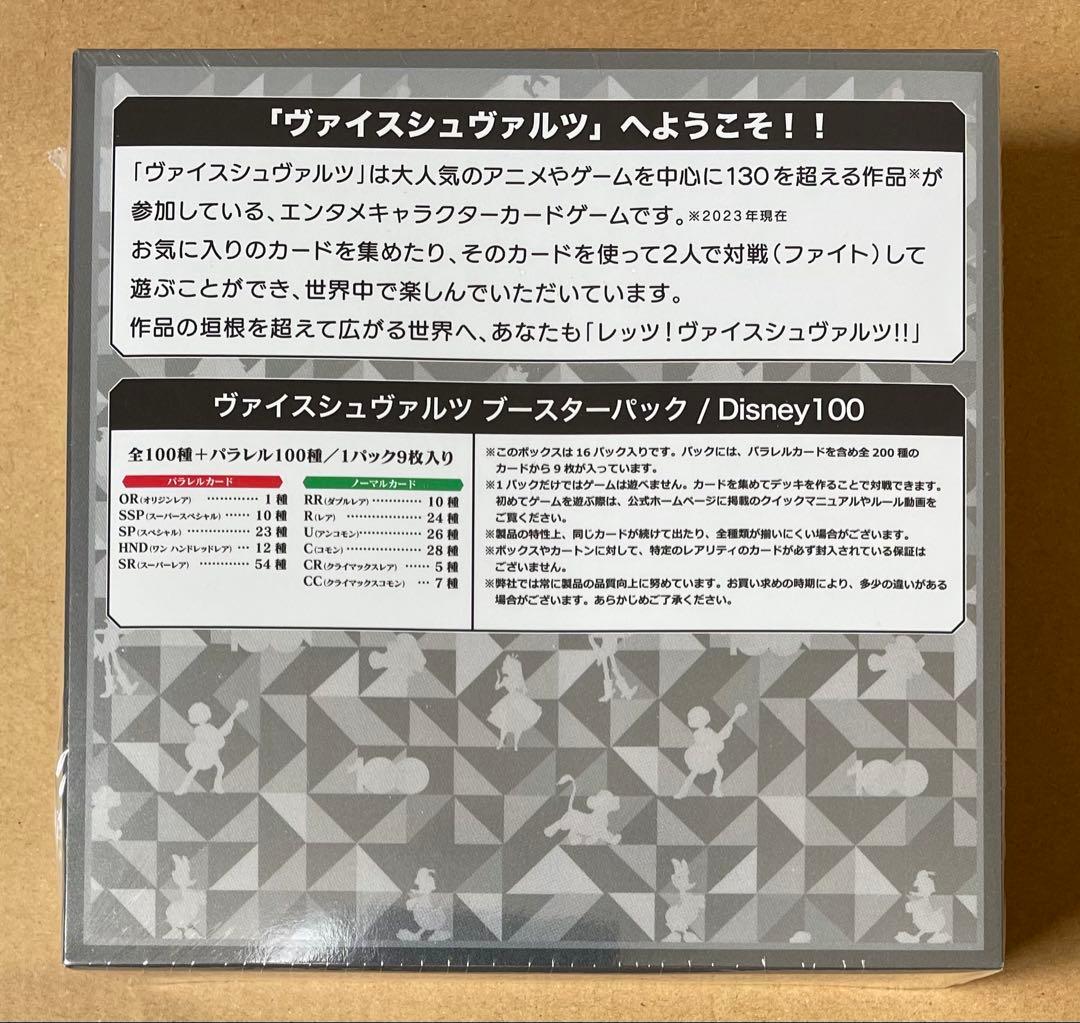 「ヴァイスシュヴァルツ」へようこそ！！
「ヴァイスシュヴァルツ」は大人気のアニメやゲームを中心に130を超える作品※が
参加している、エンタメキャラクターカードゲームです。※2023年現在
お気に入りのカードを集めたり、そのカードを使って2人で対戦（ファイト）して
遊ぶことができ、世界中で楽しんでいただいています。
作品の垣根を超えて広がる世界へ、あなたも「レッツ！ヴァイスシュヴァルツ!!」
ヴァイスシュヴァルツ ブースターパック / Disney100
全100種＋パラレル100種／1パック9枚入り
パラレルカード
OR(オリジンレア) ………… 1 種
SSP(スーパースペシャル) …… 10 種
SP(スペシャル) ………… 23 種
HND(ワン ハンドレッドレア) … 12 種
SR(スーパーレア) ………… 54 種
ノーマルカード
RR(ダブルレア) ………… 10 種
R(レア) ………… 24 種
U(アンコモン) ………… 26 種
C(コモン) ………… 28 種
CR(クライマックスレア) …… 5 種
CC(クライマックスコモン) … 7 種
※このボックスは 16 パック入りです。パックには、パラレルカードを含め全 200 種の
カードから 9 枚が入っています。
※1 パックだけではゲームは遊べません。カードを集めてデッキを作ることで対戦できます。
初めてゲームを遊ぶ際は、公式ホームページに掲載のクイックマニュアルやルール動画を
ご覧ください。
※製品の特性上、同じカードが続けて出たり、全種類が揃いにくい場合がございます。
※ボックスやカートンに対して、特定のレアリティのカードが必ず封入されている保証は
ございません。
※弊社では常に製品の品質向上に努めています。お買い求めの時期により、多少の違いがある
場合がございます。あらかじめご了承ください。
100
100
100